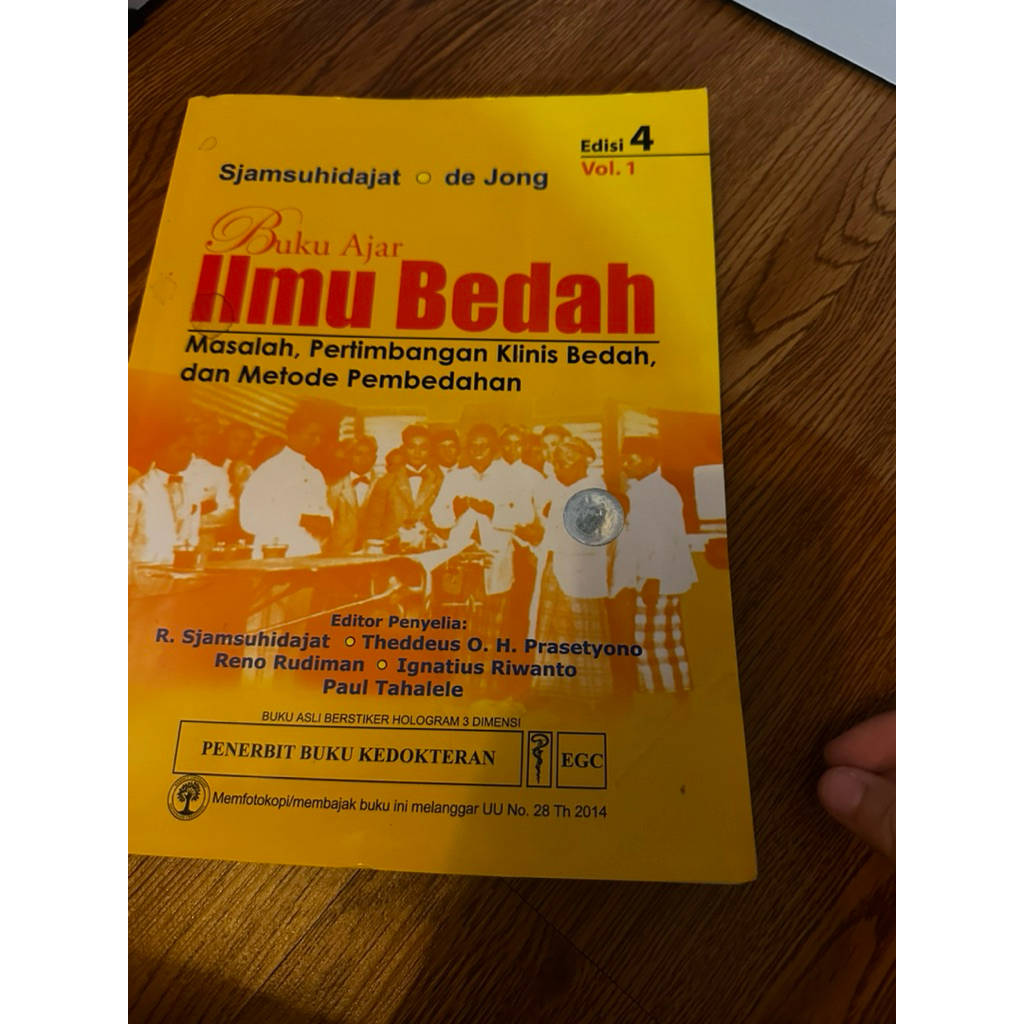 Edisi 4
Vol. 1
Sjamsuhidajat de Jong
Buku Ajar
Ilmu Bedah
Masalah, Pertimbangan Klinis Bedah,
dan Metode Pembedahan
Editor Penyelia:
R. Sjamsuhidajat Theddeus O. H. Prasetyono
Reno Rudiman Ignatius Riwanto
Paul Tahalele
BUKU ASLI BERSTIKER HOLOGRAM 3 DIMENSI
PENERBIT BUKU KEDOKTERAN EGC
Memfotokopi/membajak buku ini melanggar UU No. 28 Th 2014